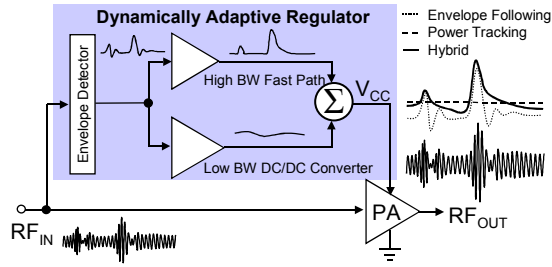 Dynamically Adaptive Regulator
Envelope Detector
High BW Fast Path
Low BW DC/DC Converter
Σ
VCC
Envelope Following
Power Tracking
Hybrid
RFIN
PA
RFOUT